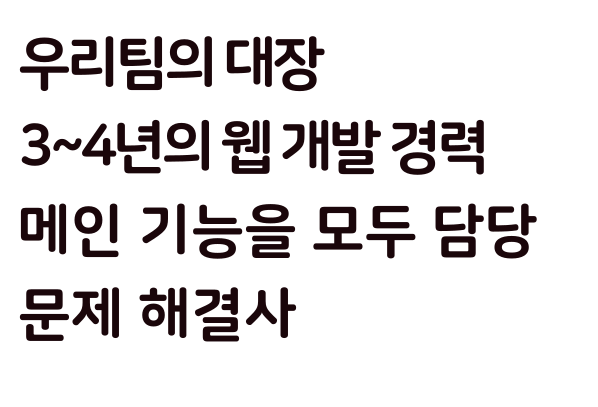 우리팀의 대장
3~4년의 웹 개발 경력
메인 기능을 모두 담당
문제 해결사